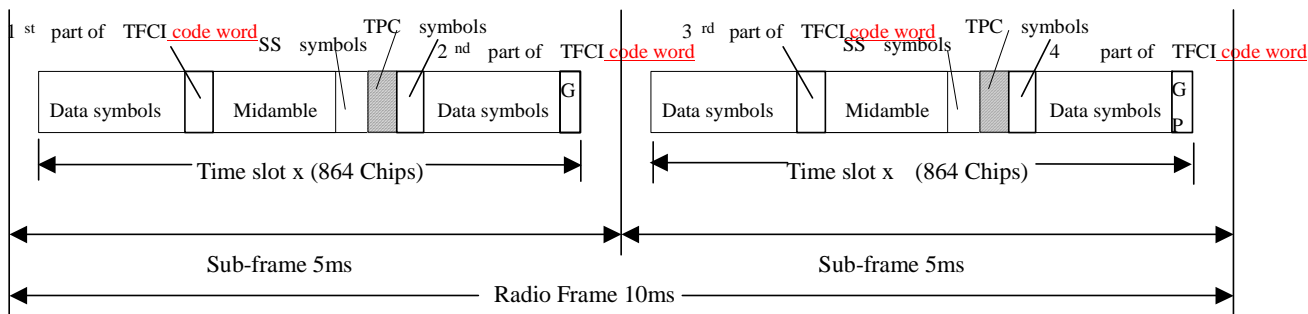 1 st part of TFCI code word
SS symbols
TPC symbols
2 nd part of TFCI code word
3 rd part of TFCI code word
SS symbols
TPC symbols
4 part of TFCI code word
Data symbols
Midamble
Data symbols
G
Data symbols
Midamble
Data symbols
G
P
Time slot x (864 Chips)
Time slot x (864 Chips)
Sub-frame 5ms
Sub-frame 5ms
Radio Frame 10ms